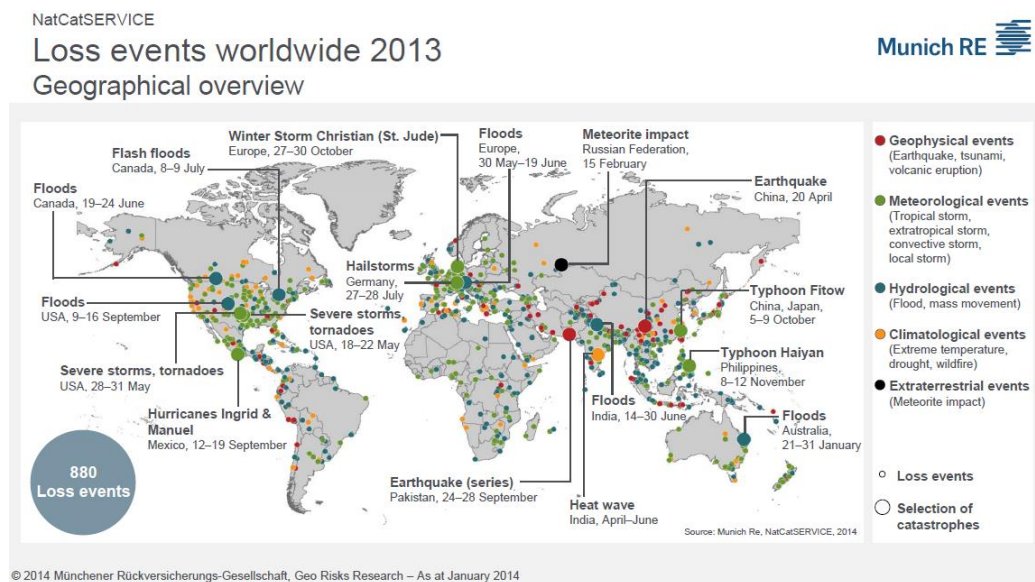 NatCatSERVICE
Loss events worldwide 2013
Geographical overview
Munich RE
Winter Storm Christian (St. Jude)
Europe, 27–30 October
Floods
Europe,
30 May–19 June
Meteorite impact
Russian Federation,
15 February
Flash floods
Canada, 8–9 July
Earthquake
China, 20 April
Floods
Canada, 19–24 June
Hailstorms
Germany,
27–28 July
Typhoon Fitow
China, Japan,
5–9 October
Floods
USA, 9–16 September
Severe storms,
tornadoes
USA, 18–22 May
Typhoon Haiyan
Philippines,
8–12 November
Severe storms, tornadoes
USA, 28–31 May
Floods
India, 14–30 June
Hurricanes Ingrid &
Manuel
Mexico, 12–19 September
Floods
Australia,
21–31 January
880
Loss events
Earthquake (series)
Pakistan, 24–28 September
Heat wave
India, April–June
Source: Munich Re, NatCatSERVICE, 2014
Geophysical events
(Earthquake, tsunami,
volcanic eruption)
Meteorological events
(Tropical storm,
extratropical storm,
convective storm,
local storm)
Hydrological events
(Flood, mass movement)
Climatological events
(Extreme temperature,
drought, wildfire)
Extraterrestrial events
(Meteorite impact)
Loss events
Selection of
catastrophes
© 2014 Münchener Rückversicherungs-Gesellschaft, Geo Risks Research – As at January 2014